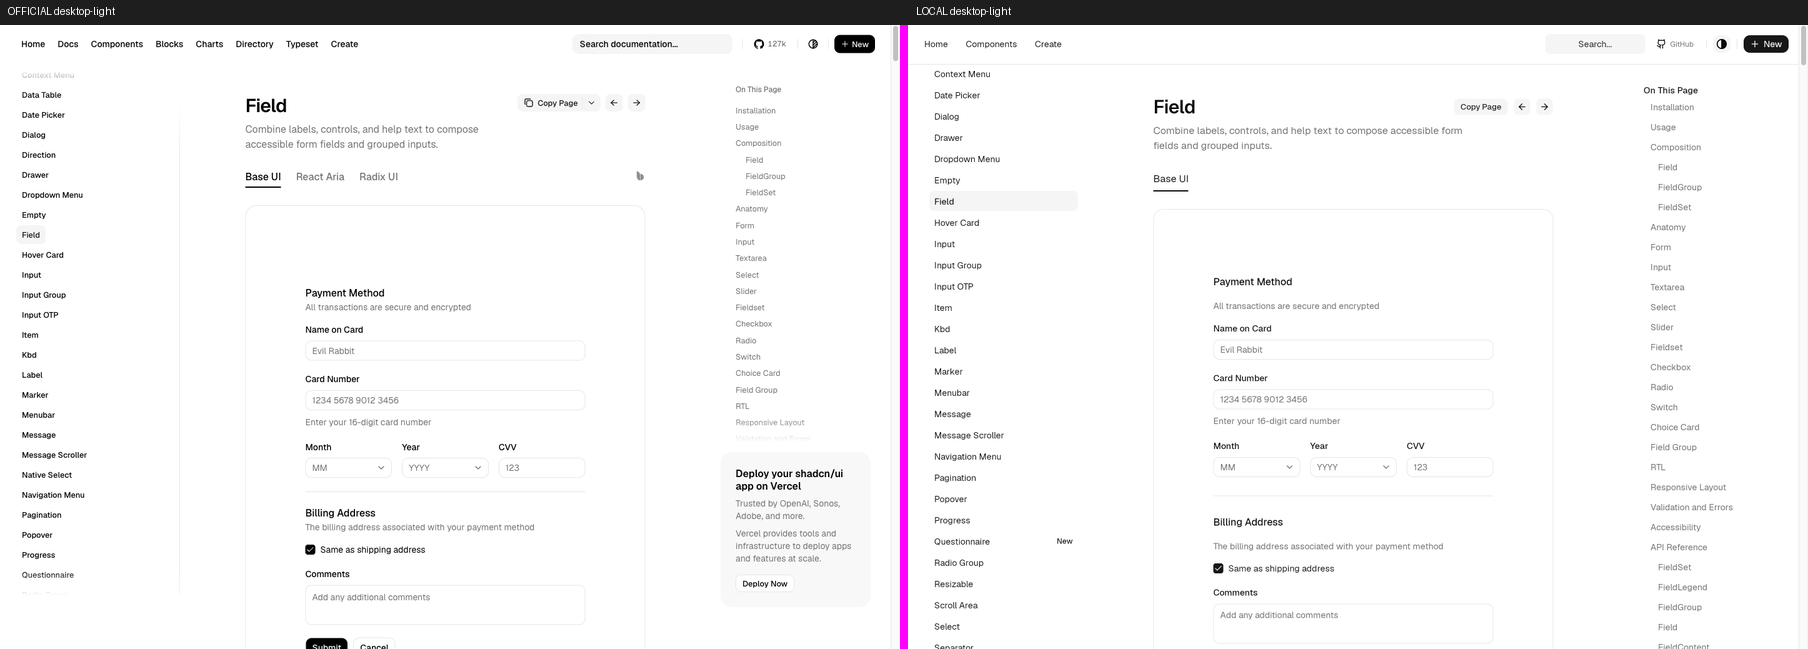 OFFICIAL desktop-light
Home Docs Components Blocks Charts Directory Typeset Create
Search documentation...
127k
+ New
Context Menu
Data Table
Date Picker
Dialog
Direction
Drawer
Dropdown Menu
Empty
Field
Hover Card
Input
Input Group
Input OTP
Item
Kbd
Label
Marker
Menubar
Message
Message Scroller
Native Select
Navigation Menu
Pagination
Popover
Progress
Questionnaire
Radio Group
Field
Copy Page
Combine labels, controls, and help text to compose
accessible form fields and grouped inputs.
Base UI React Aria Radix UI
Payment Method
All transactions are secure and encrypted
Name on Card
Evil Rabbit
Card Number
1234 5678 9012 3456
Enter your 16-digit card number
Month Year CVV
MM YYYY 123
Billing Address
The billing address associated with your payment method
Same as shipping address
Comments
Add any additional comments
Submit Cancel
On This Page
Installation
Usage
Composition
Field
FieldGroup
FieldSet
Anatomy
Form
Input
Textarea
Select
Slider
Fieldset
Checkbox
Radio
Switch
Choice Card
Field Group
RTL
Responsive Layout
Validation and Errors
Deploy your shadcn/ui
app on Vercel
Trusted by OpenAI, Sonos,
Adobe, and more.
Vercel provides tools and
infrastructure to deploy apps
and features at scale.
Deploy Now
LOCAL desktop-light
Home Components Create
Search...
GitHub
+ New
Context Menu
Date Picker
Dialog
Drawer
Dropdown Menu
Empty
Field
Hover Card
Input
Input Group
Input OTP
Item
Kbd
Label
Marker
Menubar
Message
Message Scroller
Navigation Menu
Pagination
Popover
Progress
Questionnaire New
Radio Group
Resizable
Scroll Area
Select
Separator
Field
Copy Page
Combine labels, controls, and help text to compose accessible form
fields and grouped inputs.
Base UI
Payment Method
All transactions are secure and encrypted
Name on Card
Evil Rabbit
Card Number
1234 5678 9012 3456
Enter your 16-digit card number
Month Year CVV
MM YYYY 123
Billing Address
The billing address associated with your payment method
Same as shipping address
Comments
Add any additional comments
On This Page
Installation
Usage
Composition
Field
FieldGroup
FieldSet
Anatomy
Form
Input
Textarea
Select
Slider
Fieldset
Checkbox
Radio
Switch
Choice Card
Field Group
RTL
Responsive Layout
Validation and Errors
Accessibility
API Reference
FieldSet
FieldLegend
FieldGroup
Field
FieldContent